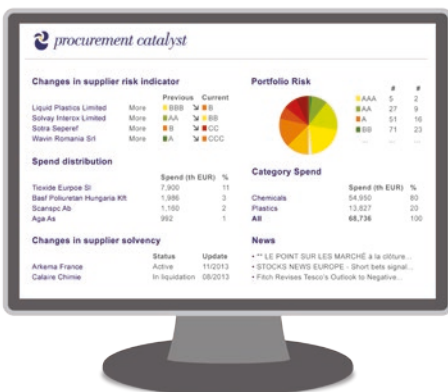 procurement catalyst
Changes in supplier risk indicator
Previous Current
Liquid Plastics Limited More BBB B
Solvay Interox Limited More AA BB
Sotra Seperef More B CC
Wavin Romania Srl More A CCC
Spend distribution
Spend (th EUR) %
Tioxide Eurpoe Sl 7,900 11
Basf Poliuretan Hungaria Kft 1,986 3
Scanspc Ab 1,160 2
Aga As 992 1
Changes in supplier solvency
Status Update
Arkema France Active 11/2013
Calaire Chimie In liquidation 08/2013
Portfolio Risk
# #
AAA 5 2
AA 27 9
A 51 16
BB 71 23
... ... ...
Category Spend
Spend (th EUR) %
Chemicals 54,950 80
Plastics 13,827 20
All 68,736 100
News
• "* LE POINT SUR LES MARCHÉ à la clôture...
• STOCKS NEWS EUROPE - Short bets signal...
• Fitch Revises Tesco's Outlook to Negative...